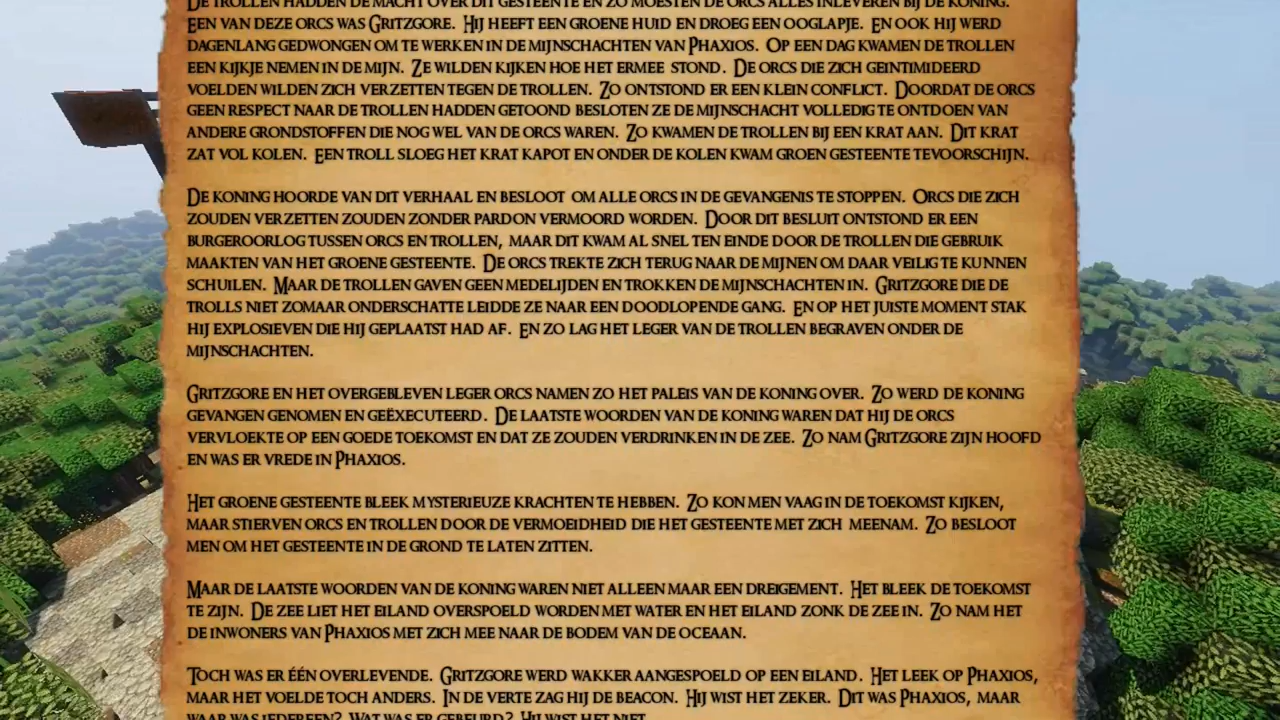 De trollen hadden de macht over dit gesteente en zo moesten de orcs alles inleveren bij de koning.
Een van deze orcs was Gritzgore. Hij heeft een groene huid en droeg een ooglapje. En ook hij werd
dagenlang gedwongen om te werken in de mijnschachten van Phaxios. Op een dag kwamen de trollen
een kijkje nemen in de mijn. Ze wilden kijken hoe het ermee stond. De orcs die zich geintimideerd
voelden wilden zich verzetten tegen de trollen. Zo ontstond er een klein conflict. Doordat de orcs
geen respect naar de trollen hadden getoond besloten ze de mijnschacht volledig te ontdoen van
andere grondstoffen die nog wel van de orcs waren. Zo kwamen de trollen bij een krat aan. Dit krat
zat vol kolen. Een troll sloeg het krat kapot en onder de kolen kwam groen gesteente tevoorschijn.
De koning hoorde van dit verhaal en besloot om alle orcs in de gevangenis te stoppen. Orcs die zich
zouden verzetten zouden zonder pardon vermoord worden. Door dit besluit ontstond er een
burgeroorlog tussen orcs en trollen, maar dit kwam al snel ten einde door de trollen die gebruik
maakten van het groene gesteente. De orcs trekte zich terug naar de mijnen om daar veilig te kunnen
schuilen. Maar de trollen gaven geen medelijden en trokken de mijnschachten in. Gritzgore die de
trolls niet zomaar onderschatte leidde ze naar een doodlopende gang. En op het juiste moment stak
hij explosieven die hij geplaatst had af. En zo lag het leger van de trollen begraven onder de
mijnschachten.
Gritzgore en het overgebleven leger orcs namen zo het paleis van de koning over. Zo werd de koning
gevangen genomen en geëxecuteerd. De laatste woorden van de koning waren dat hij de orcs
vervloekte op een goede toekomst en dat ze zouden verdrinken in de zee. Zo nam Gritzgore zijn hoofd
en was er vrede in Phaxios.
Het groene gesteente bleek mysterieuze krachten te hebben. Zo kon men vaag in de toekomst kijken,
maar stierven orcs en trollen door de vermoeidheid die het gesteente met zich meenam. Zo besloot
men om het gesteente in de grond te laten zitten.
Maar de laatste woorden van de koning waren niet alleen maar een dreigement. Het bleek de toekomst
te zijn. De zee liet het eiland overspoeld worden met water en het eiland zonk de zee in. Zo nam het
de inwoners van Phaxios met zich mee naar de bodem van de oceaan.
Toch was er één overlevende. Gritzgore werd wakker aangespoeld op een eiland. Het leek op Phaxios,
maar het voelde toch anders. In de verte zag hij de beacon. Hij wist het zeker. Dit was Phaxios, maar
waar was iedereen? Wat was er gebeurd? Hij wist het niet.